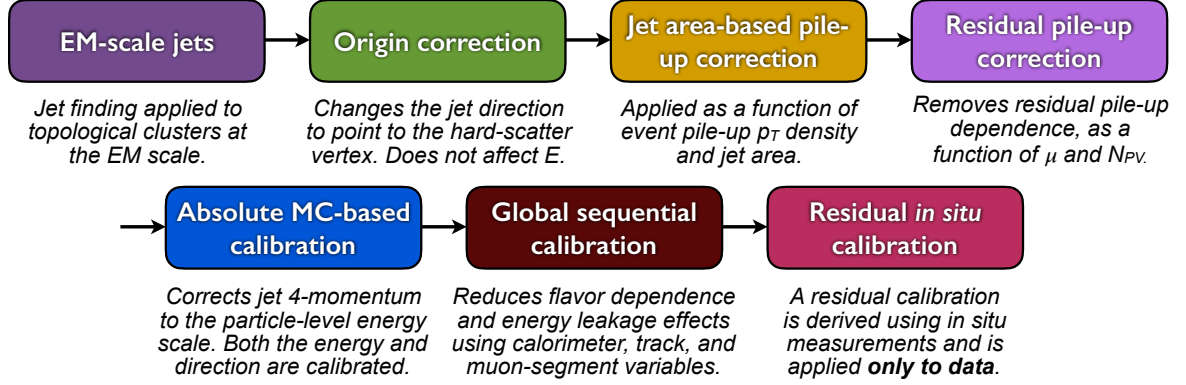 EM-scale jets
Origin correction
Jet area-based pile-
up correction
Residual pile-up
correction
Jet finding applied to
topological clusters at
the EM scale.
Changes the jet direction
to point to the hard-scatter
vertex. Does not affect E.
Applied as a function of
event pile-up pT density
and jet area.
Removes residual pile-up
dependence, as a
function of μ and NPV.
Absolute MC-based
calibration
Global sequential
calibration
Residual in situ
calibration
Corrects jet 4-momentum
to the particle-level energy
scale. Both the energy and
direction are calibrated.
Reduces flavor dependence
and energy leakage effects
using calorimeter, track, and
muon-segment variables.
A residual calibration
is derived using in situ
measurements and is
applied only to data.